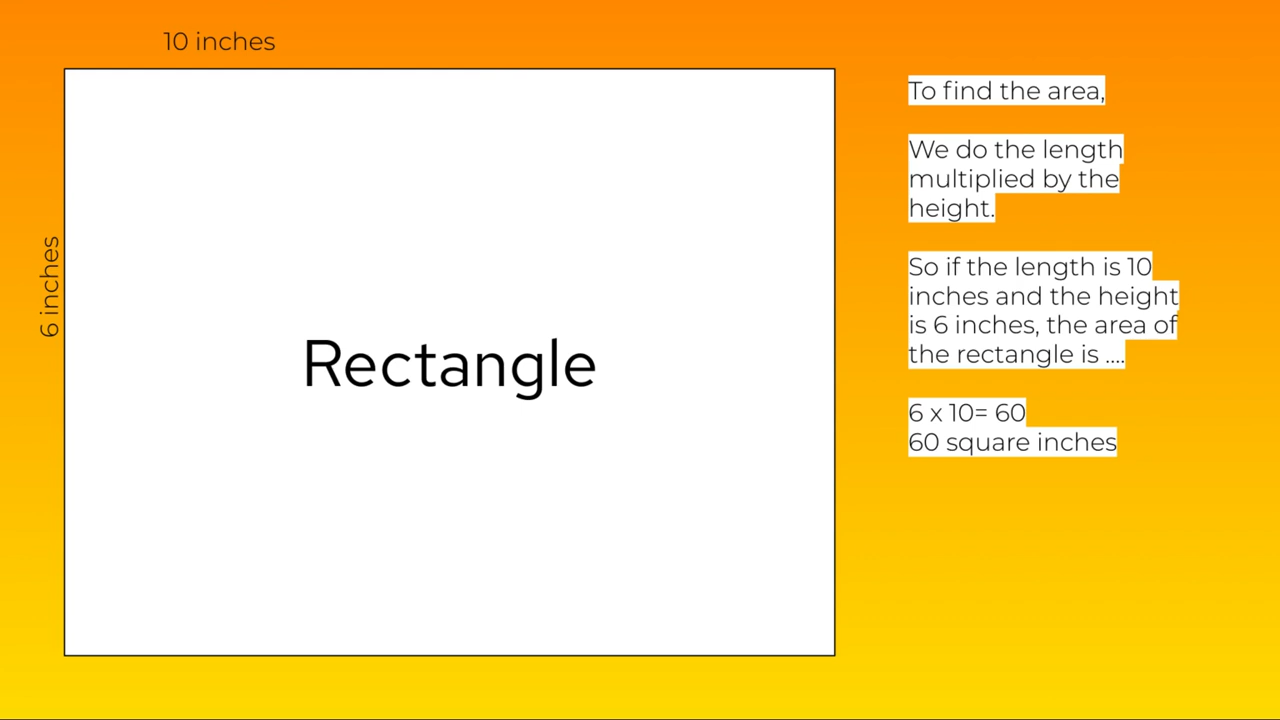 10 inches
6 inches
Rectangle
To find the area,
We do the length
multiplied by the
height.
So if the length is 10
inches and the height
is 6 inches, the area of
the rectangle is ....
6 x 10= 60
60 square inches